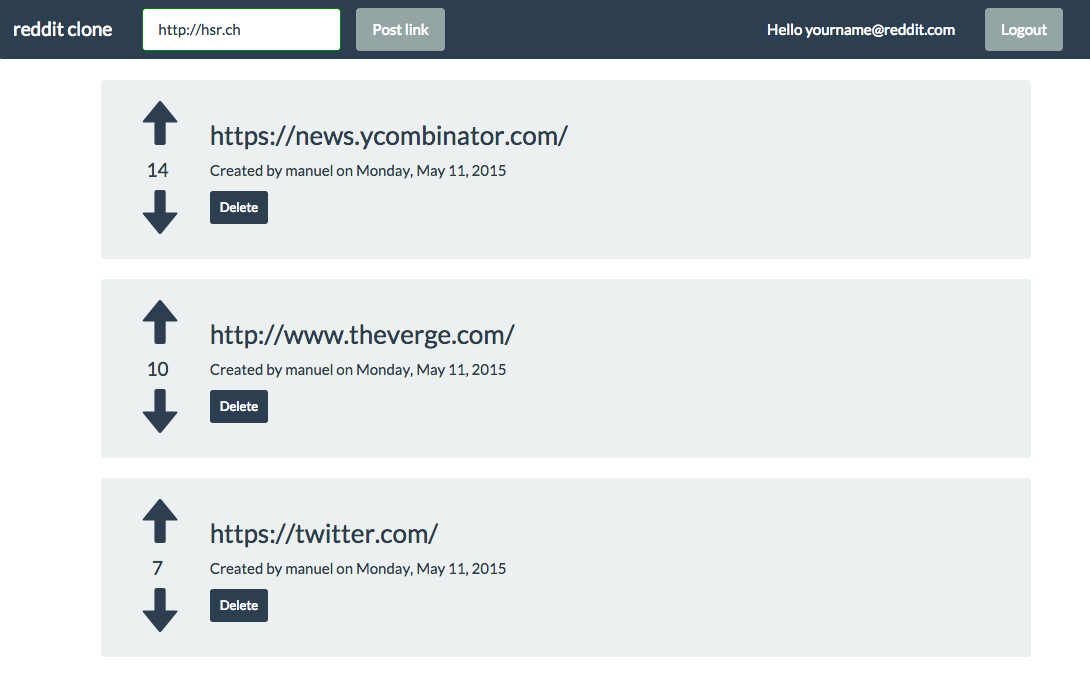 reddit clone http://hsr.ch Post link Hello yourname@reddit.com Logout
https://news.ycombinator.com/
14 Created by manuel on Monday, May 11, 2015
Delete
http://www.theverge.com/
10 Created by manuel on Monday, May 11, 2015
Delete
https://twitter.com/
7 Created by manuel on Monday, May 11, 2015
Delete